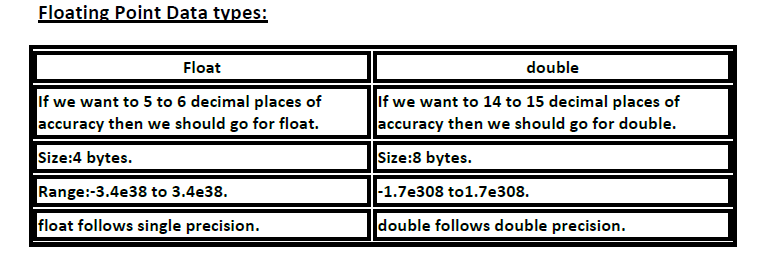 Floating Point Data types:
Float
double
If we want to 5 to 6 decimal places of
accuracy then we should go for float.
If we want to 14 to 15 decimal places of
accuracy then we should go for double.
Size:4 bytes.
Size:8 bytes.
Range:-3.4e38 to 3.4e38.
-1.7e308 to1.7e308.
float follows single precision.
double follows double precision.